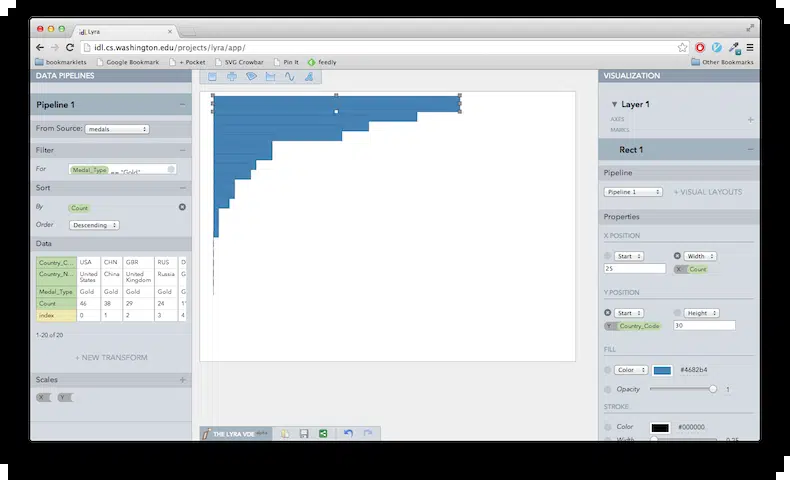 Lyra
idl.cs.washington.edu/projects/lyra/app/
bookmarklets Google Bookmark + Pocket SVG Crowbar Pin It feedly Other Bookmarks
DATA PIPELINES
Pipeline 1
From Source: medals
Filter
For Medal_Type == "Gold"
Sort
By Count
Order Descending
Data
Country_C... USA CHN GBR RUS
Country_N... United States China United Kingdom Russia
Medal_Type Gold Gold Gold Gold
Count 46 38 29 24
index 0 1 2 3 4
1-20 of 20
+ NEW TRANSFORM
Scales
X Y
THE LYRA VDE
VISUALIZATION
Layer 1
AXES
MARKS
Rect 1
Pipeline
Pipeline 1 + VISUAL LAYOUTS
Properties
X POSITION
Start Width
25 X Count
Y POSITION
Start Height
Y Country_Code 30
FILL
Color #4682b4
Opacity 1
STROKE
Color #000000
Width 0.25